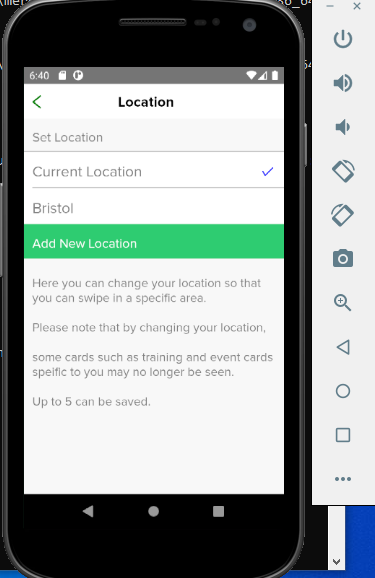 6:40
Location
Set Location
Current Location
Bristol
Add New Location
Here you can change your location so that
you can swipe in a specific area.
Please note that by changing your location,
some cards such as training and event cards
speific to you may no longer be seen.
Up to 5 can be saved.